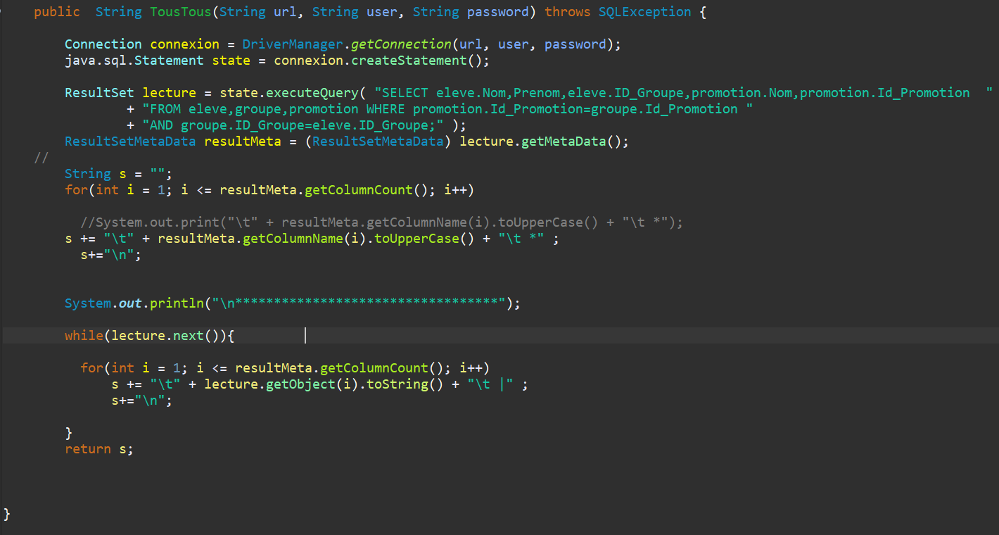 public  String TousTous(String url, String user, String password) throws SQLException {
Connection connexion = DriverManager.getConnection(url, user, password);
java.sql.Statement state = connexion.createStatement();
ResultSet lecture = state.executeQuery( "SELECT eleve.Nom,Prenom,eleve.ID_Groupe,promotion.Nom,promotion.Id_Promotion  "
+ "FROM eleve,groupe,promotion WHERE promotion.Id_Promotion=groupe.Id_Promotion "
+ "AND groupe.ID_Groupe=eleve.ID_Groupe;" );
ResultSetMetaData resultMeta = (ResultSetMetaData) lecture.getMetaData();
//
String s = "";
for(int i = 1; i <= resultMeta.getColumnCount(); i++)
//System.out.print("\t" + resultMeta.getColumnName(i).toUpperCase() + "\t *");
s += "\t" + resultMeta.getColumnName(i).toUpperCase() + "\t *" ;
s+="\n";
System.out.println("\n**********************************");
while(lecture.next()){
for(int i = 1; i <= resultMeta.getColumnCount(); i++)
s += "\t" + lecture.getObject(i).toString() + "\t |" ;
s+="\n";
}
return s;
}